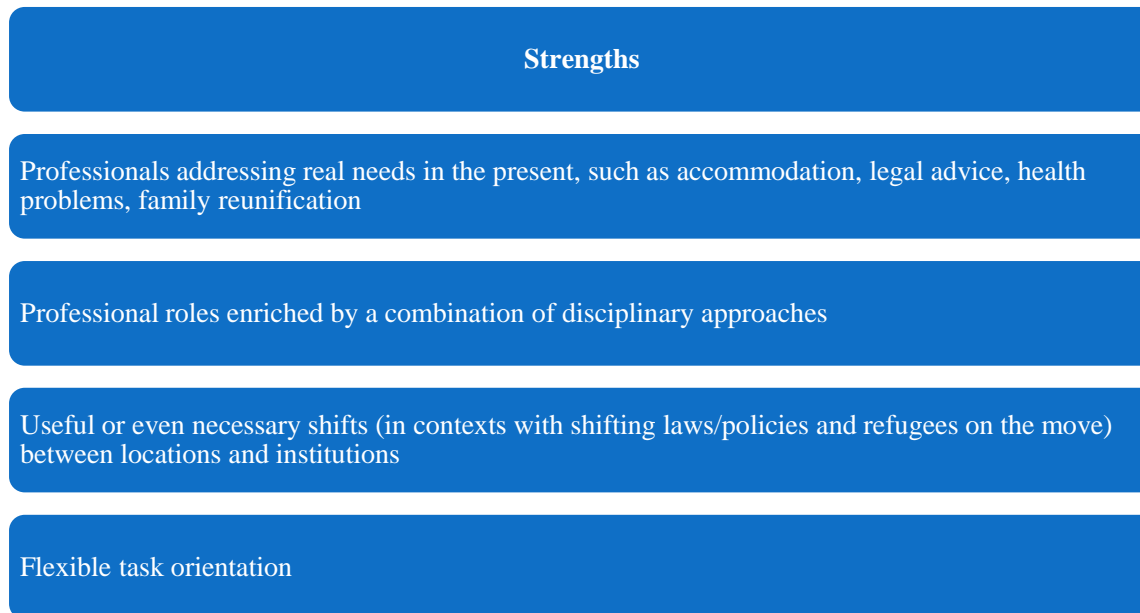 Strengths
Professionals addressing real needs in the present, such as accommodation, legal advice, health
problems, family reunification
Professional roles enriched by a combination of disciplinary approaches
Useful or even necessary shifts (in contexts with shifting laws/policies and refugees on the move)
between locations and institutions
Flexible task orientation